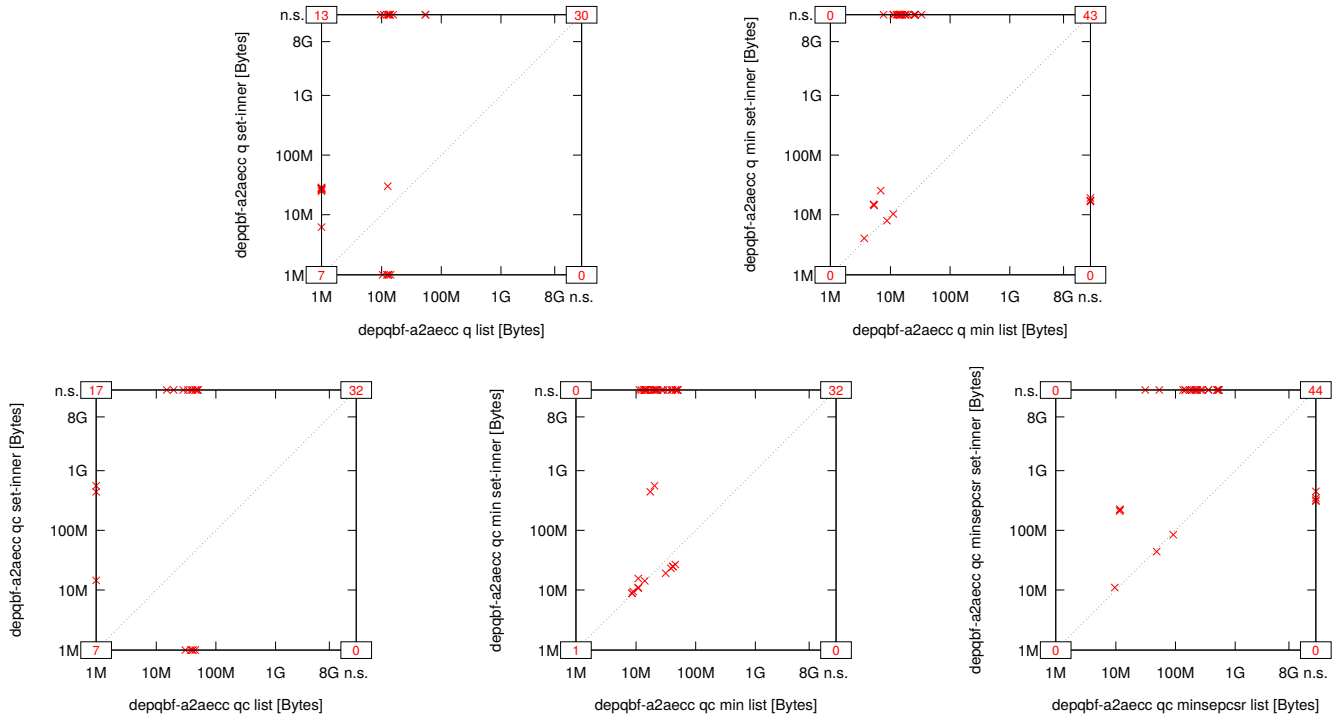 n.s. 13 30
8G
1G
100M
10M
1M 7 0
1M 10M 100M 1G 8G n.s.
depqbf-a2aecc q set-inner [Bytes]
depqbf-a2aecc q list [Bytes]
n.s. 0 43
8G
1G
100M
10M
1M 0 0
1M 10M 100M 1G 8G n.s.
depqbf-a2aecc q min set-inner [Bytes]
depqbf-a2aecc q min list [Bytes]
n.s. 17 32
8G
1G
100M
10M
1M 7 0
1M 10M 100M 1G 8G n.s.
depqbf-a2aecc qc set-inner [Bytes]
depqbf-a2aecc qc list [Bytes]
n.s. 0 32
8G
1G
100M
10M
1M 1 0
1M 10M 100M 1G 8G n.s.
depqbf-a2aecc qc min set-inner [Bytes]
depqbf-a2aecc qc min list [Bytes]
n.s. 0 44
8G
1G
100M
10M
1M 0 0
1M 10M 100M 1G 8G n.s.
depqbf-a2aecc qc minsepcsr set-inner [Bytes]
depqbf-a2aecc qc minsepcsr list [Bytes]